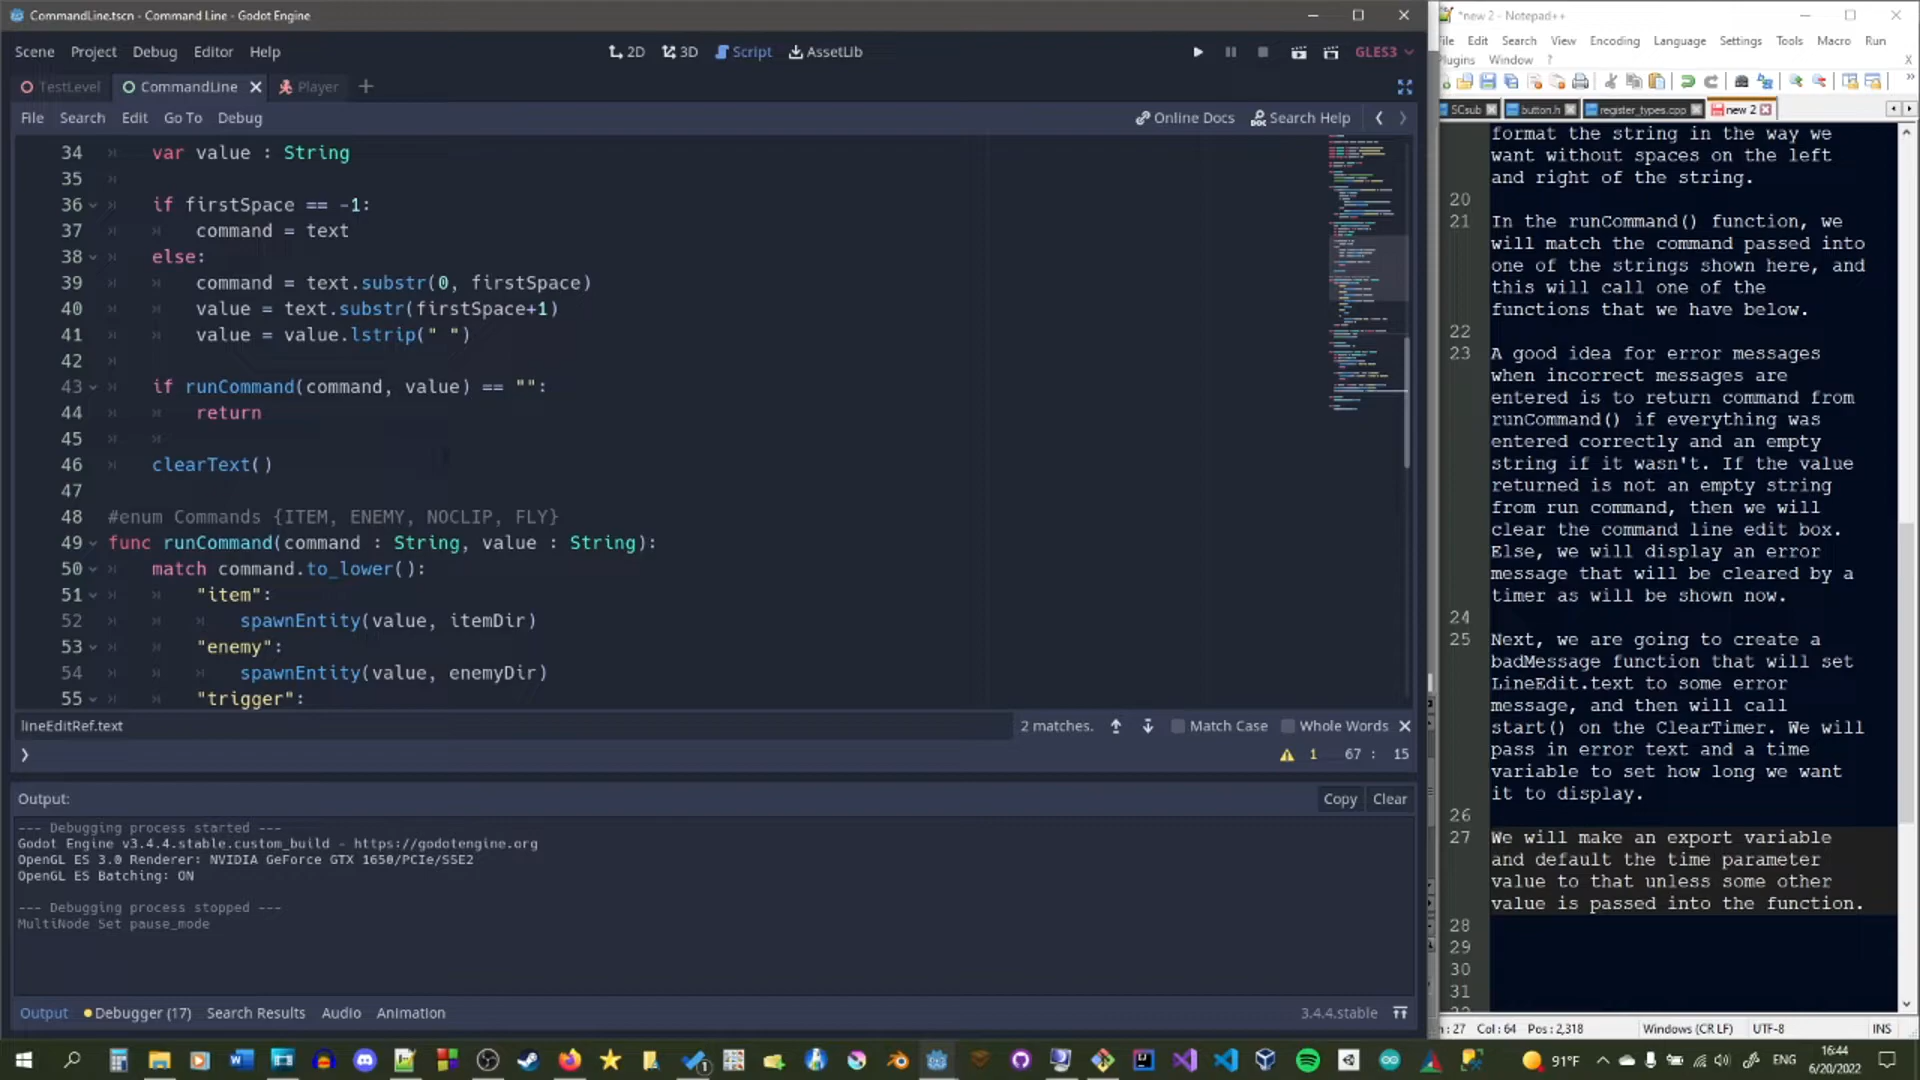 CommandLine.tscn - Command Line - Godot Engine
Scene Project Debug Editor Help
2D 3D Script AssetLib
GLES3
TestLevel CommandLine Player
File Search Edit Go To Debug
Online Docs Search Help
34 var value : String
35
36 if firstSpace == -1:
37 command = text
38 else:
39 command = text.substr(0, firstSpace)
40 value = text.substr(firstSpace+1)
41 value = value.lstrip(" ")
42
43 if runCommand(command, value) == "":
44 return
45
46 clearText()
47
48 #enum Commands {ITEM, ENEMY, NOCLIP, FLY}
49 func runCommand(command : String, value : String):
50 match command.to_lower():
51 "item":
52 spawnEntity(value, itemDir)
53 "enemy":
54 spawnEntity(value, enemyDir)
55 "trigger":
lineEditRef.text
2 matches. Match Case Whole Words
1 67 : 15
Output:
Copy Clear
--- Debugging process started ---
Godot Engine v3.4.4.stable.custom_build - https://godotengine.org
OpenGL ES 3.0 Renderer: NVIDIA GeForce GTX 1650/PCIe/SSE2
OpenGL ES Batching: ON
--- Debugging process stopped ---
MultiNode Set pause_mode
Output Debugger (17) Search Results Audio Animation
3.4.4.stable
*new 2 - Notepad++
File Edit Search View Encoding Language Settings Tools Macro Run
Plugins Window ?
SCsub button.h register_types.cpp new 2
format the string in the way we
want without spaces on the left
and right of the string.
20
21 In the runCommand() function, we
will match the command passed into
one of the strings shown here, and
this will call one of the
functions that we have below.
22
23 A good idea for error messages
when incorrect messages are
entered is to return command from
runCommand() if everything was
entered correctly and an empty
string if it wasn't. If the value
returned is not an empty string
from run command, then we will
clear the command line edit box.
Else, we will display an error
message that will be cleared by a
timer as will be shown now.
24
25 Next, we are going to create a
badMessage function that will set
LineEdit.text to some error
message, and then will call
start() on the ClearTimer. We will
pass in error text and a time
variable to set how long we want
it to display.
26
27 We will make an export variable
and default the time parameter
value to that unless some other
value is passed into the function.
28
29
30
31
: 27 Col: 64 Pos: 2,318 Windows (CR LF) UTF-8 INS
91°F
ENG
16:44
6/20/2022